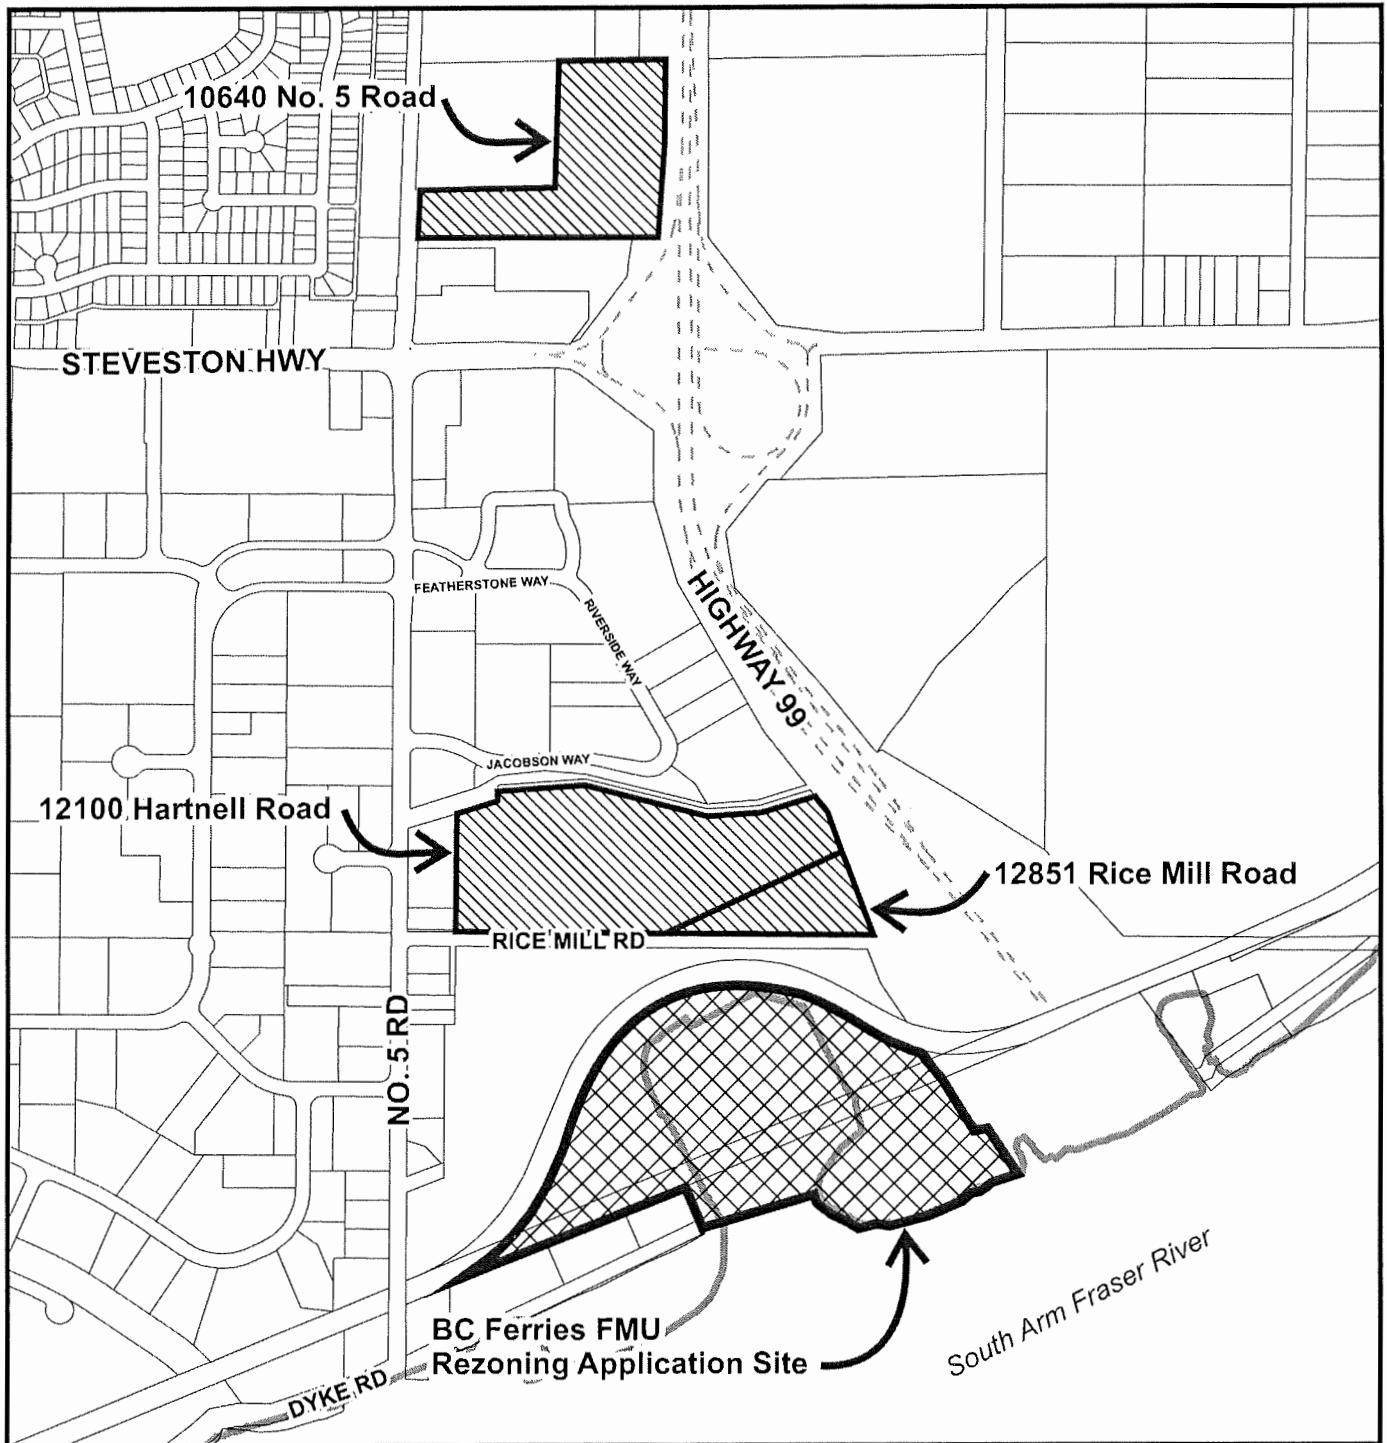 10640 No. 5 Road
STEVESTON HWY
FEATHERSTONE WAY
RIVERSIDE WAY
HIGHWAY 99
JACOBSON WAY
12100 Hartnell Road
12851 Rice Mill Road
RICE MILL RD
NO. 5 RD
BC Ferries FMU
Rezoning Application Site
South Arm Fraser River
DYKE RD